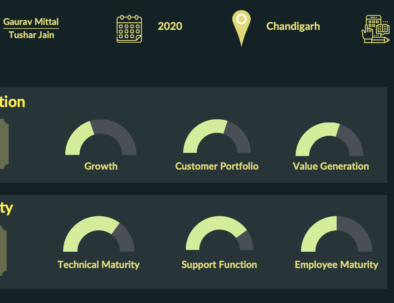 Gaurav Mittal
Tushar Jain
2020
Chandigarh
tion
Growth
Customer Portfolio
Value Generation
ty
Technical Maturity
Support Function
Employee Maturity